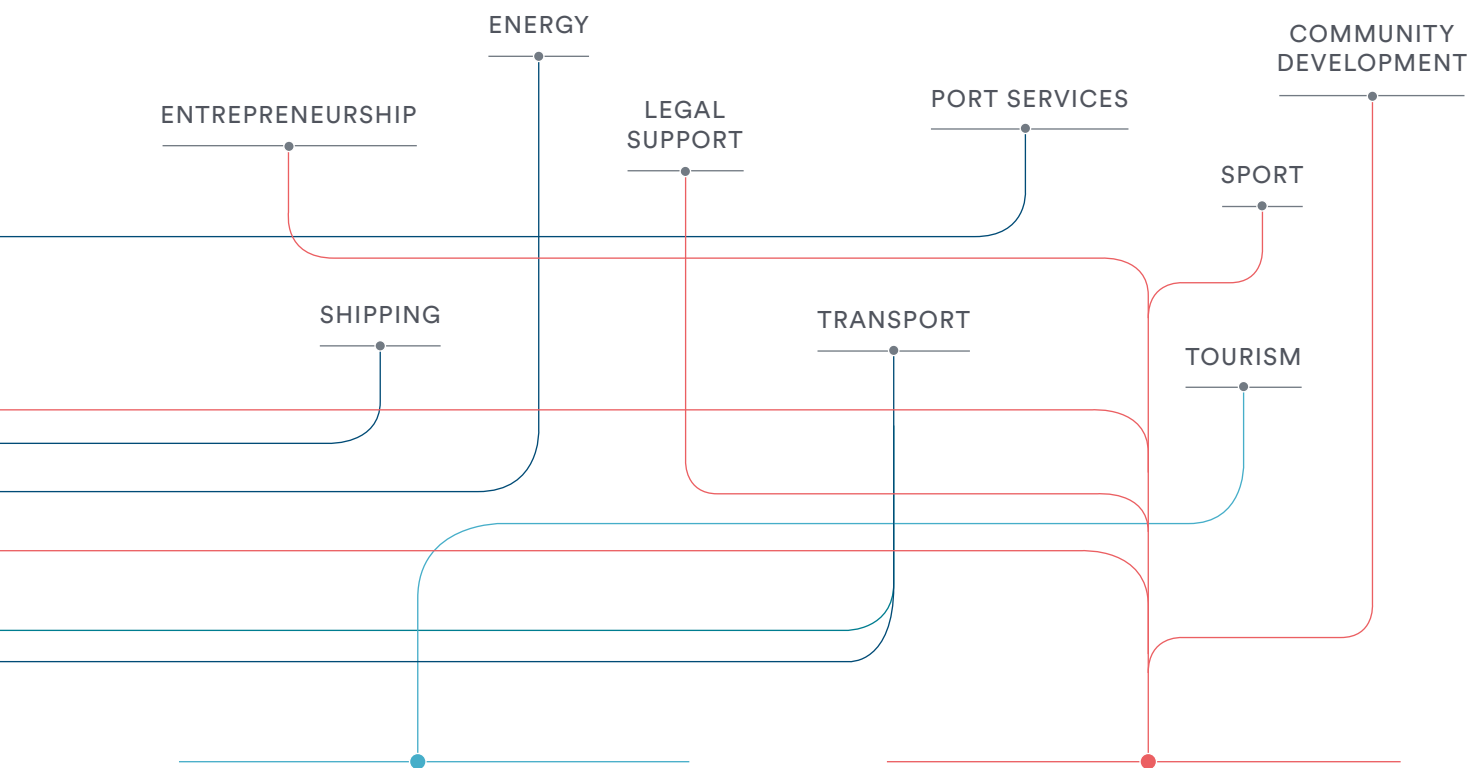 ENERGY
COMMUNITY
DEVELOPMENT
ENTREPRENEURSHIP
LEGAL
SUPPORT
PORT SERVICES
SPORT
SHIPPING
TRANSPORT
TOURISM